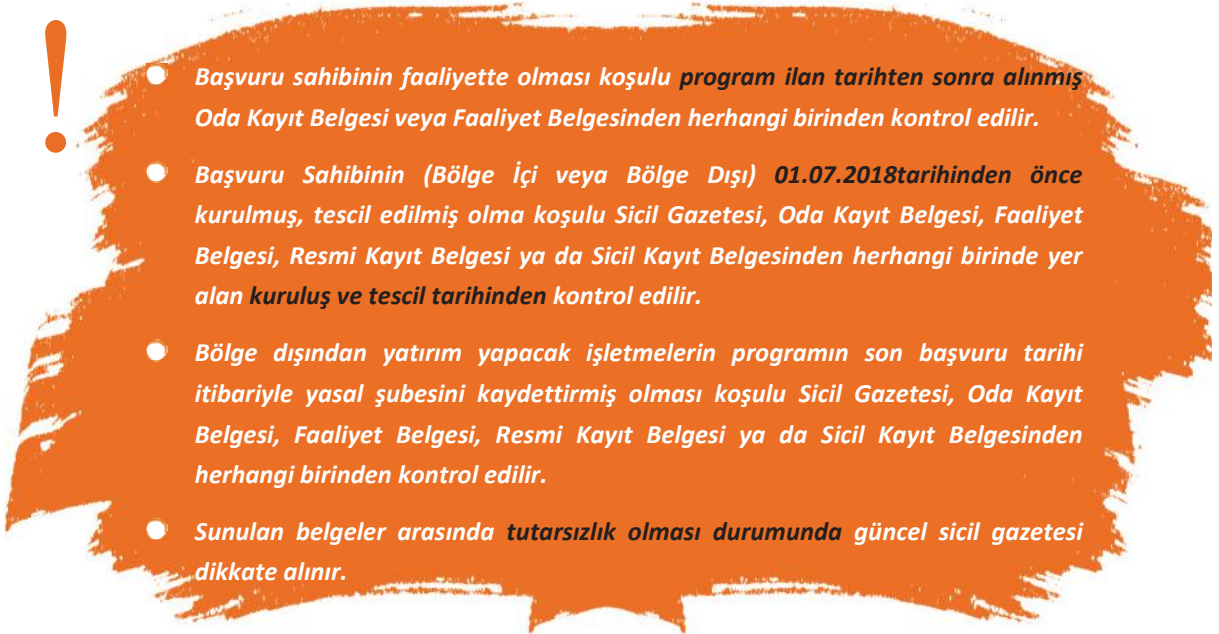 !
Başvuru sahibinin faaliyette olması koşulu program ilan tarihten sonra alınmış
Oda Kayıt Belgesi veya Faaliyet Belgesinden herhangi birinden kontrol edilir.
Başvuru Sahibinin (Bölge İçi veya Bölge Dışı) 01.07.2018tarihinden önce
kurulmuş, tescil edilmiş olma koşulu Sicil Gazetesi, Oda Kayıt Belgesi, Faaliyet
Belgesi, Resmi Kayıt Belgesi ya da Sicil Kayıt Belgesinden herhangi birinde yer
alan kuruluş ve tescil tarihinden kontrol edilir.
Bölge dışından yatırım yapacak işletmelerin programın son başvuru tarihi
itibariyle yasal şubesini kaydettirmiş olması koşulu Sicil Gazetesi, Oda Kayıt
Belgesi, Faaliyet Belgesi, Resmi Kayıt Belgesi ya da Sicil Kayıt Belgesinden
herhangi birinden kontrol edilir.
Sunulan belgeler arasında tutarsızlık olması durumunda güncel sicil gazetesi
dikkate alınır.